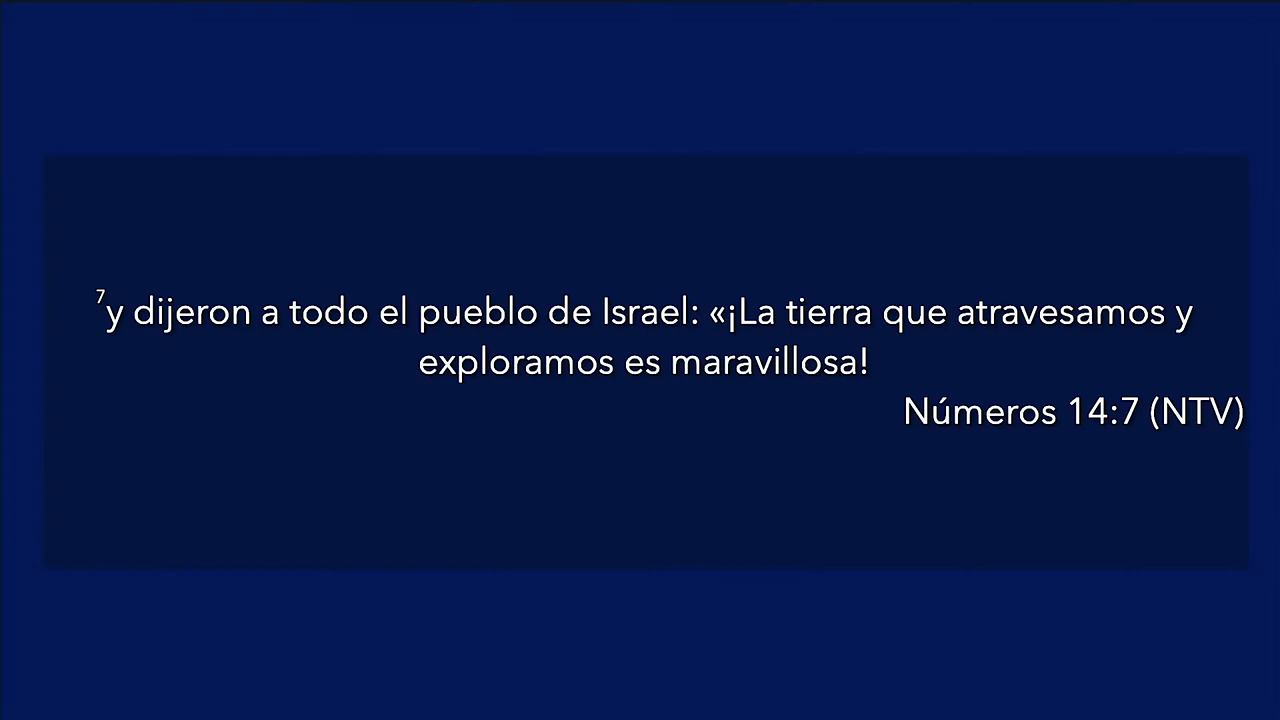 ⁷y dijeron a todo el pueblo de Israel: «¡La tierra que atravesamos y
exploramos es maravillosa!
Números 14:7 (NTV)